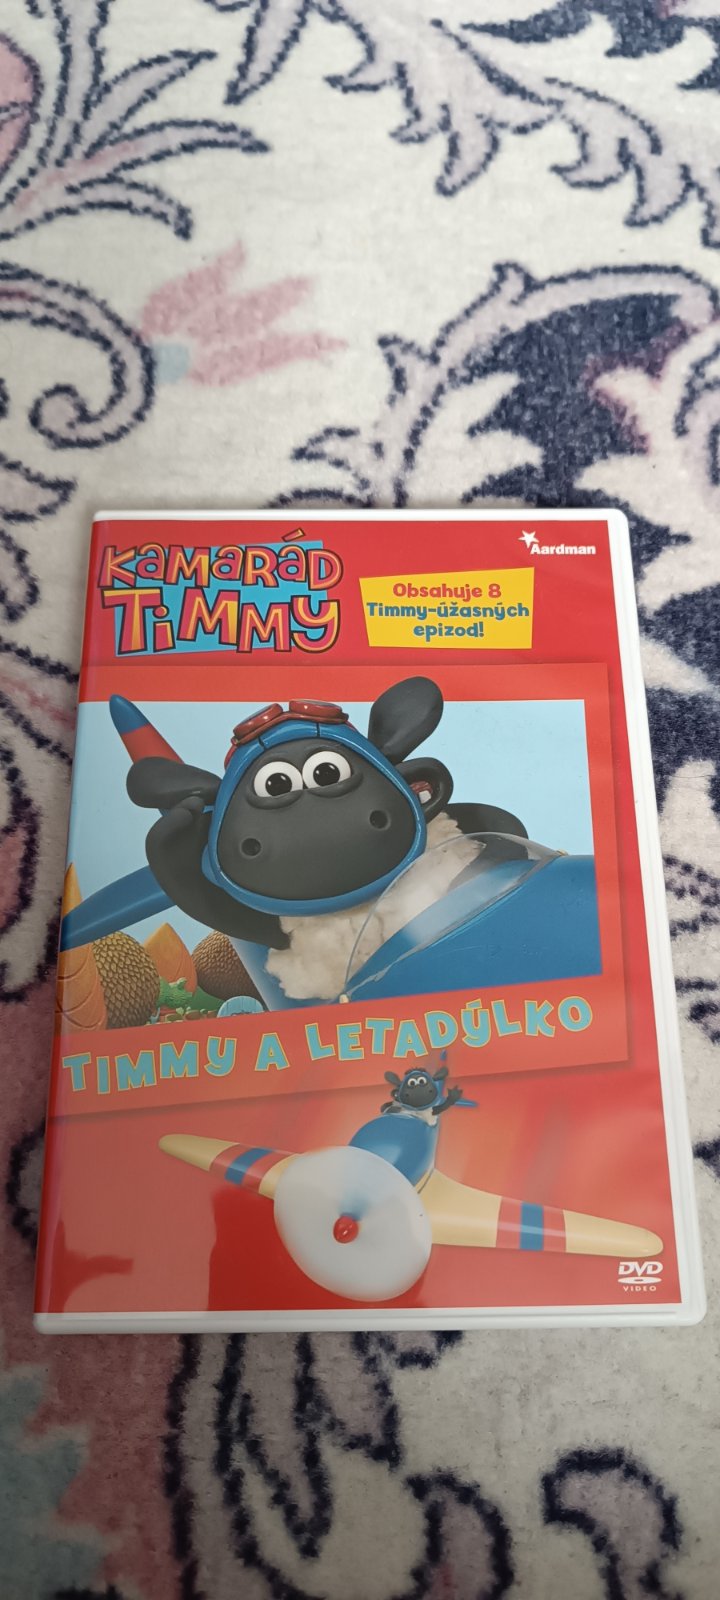 KAMARÁD
TIMMY
Aardman
Obsahuje 8
Timmy-úžasných
epizod!
TIMMY A LETADÝLKO
DVD
VIDEO